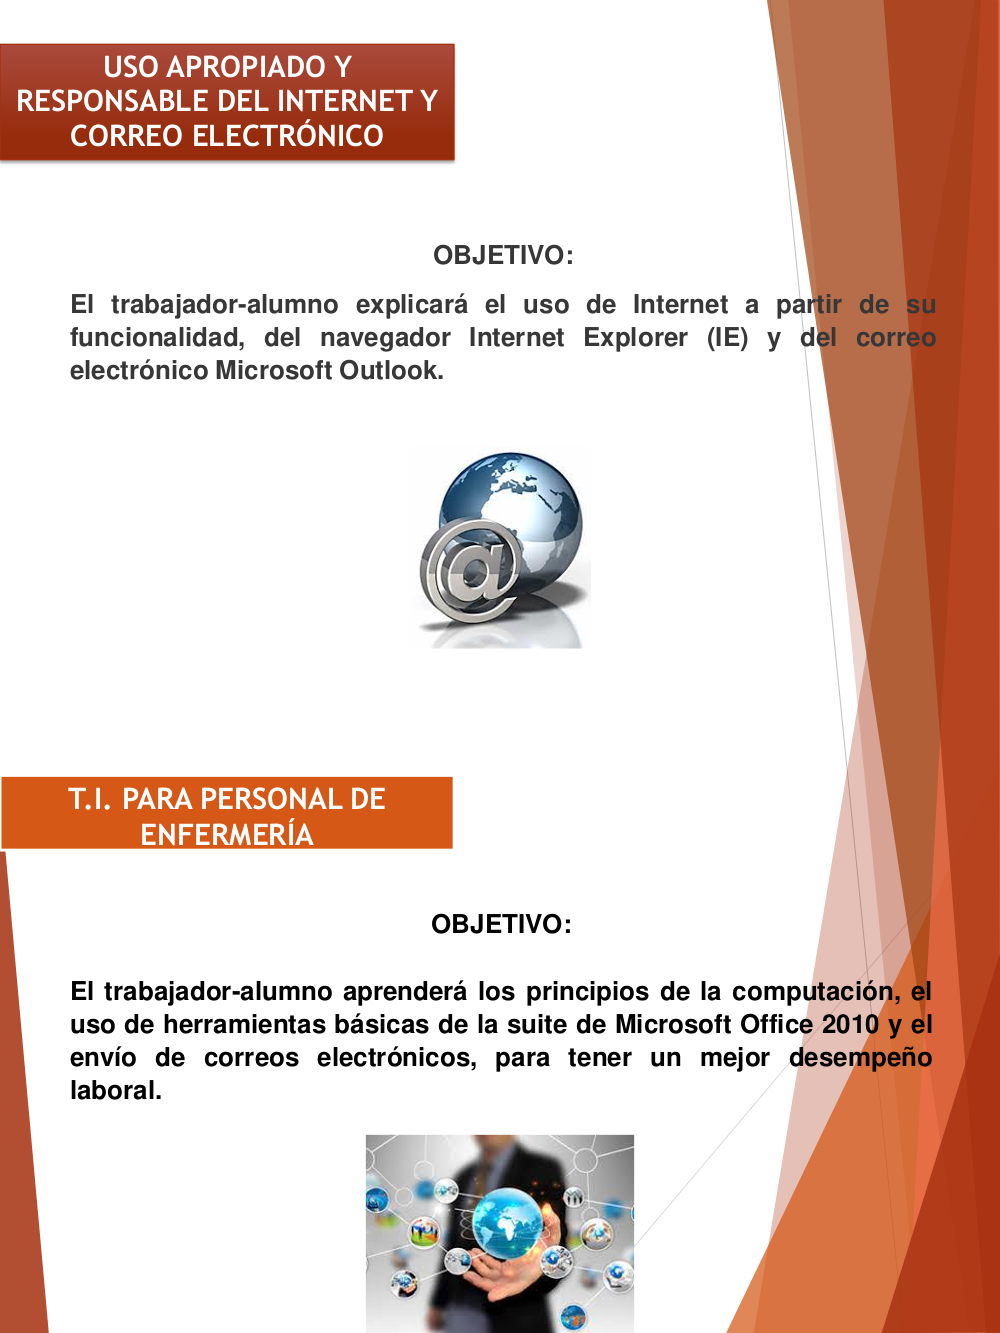 USO APROPIADO Y
RESPONSABLE DEL INTERNET Y
CORREO ELECTRÓNICO
OBJETIVO:
El trabajador-alumno explicará el uso de Internet a partir de su
funcionalidad, del navegador Internet Explorer (IE) y del correo
electrónico Microsoft Outlook.
@
T.I. PARA PERSONAL DE
ENFERMERÍA
OBJETIVO:
El trabajador-alumno aprenderá los principios de la computación, el
uso de herramientas básicas de la suite de Microsoft Office 2010 y el
envío de correos electrónicos, para tener un mejor desempeño
laboral.